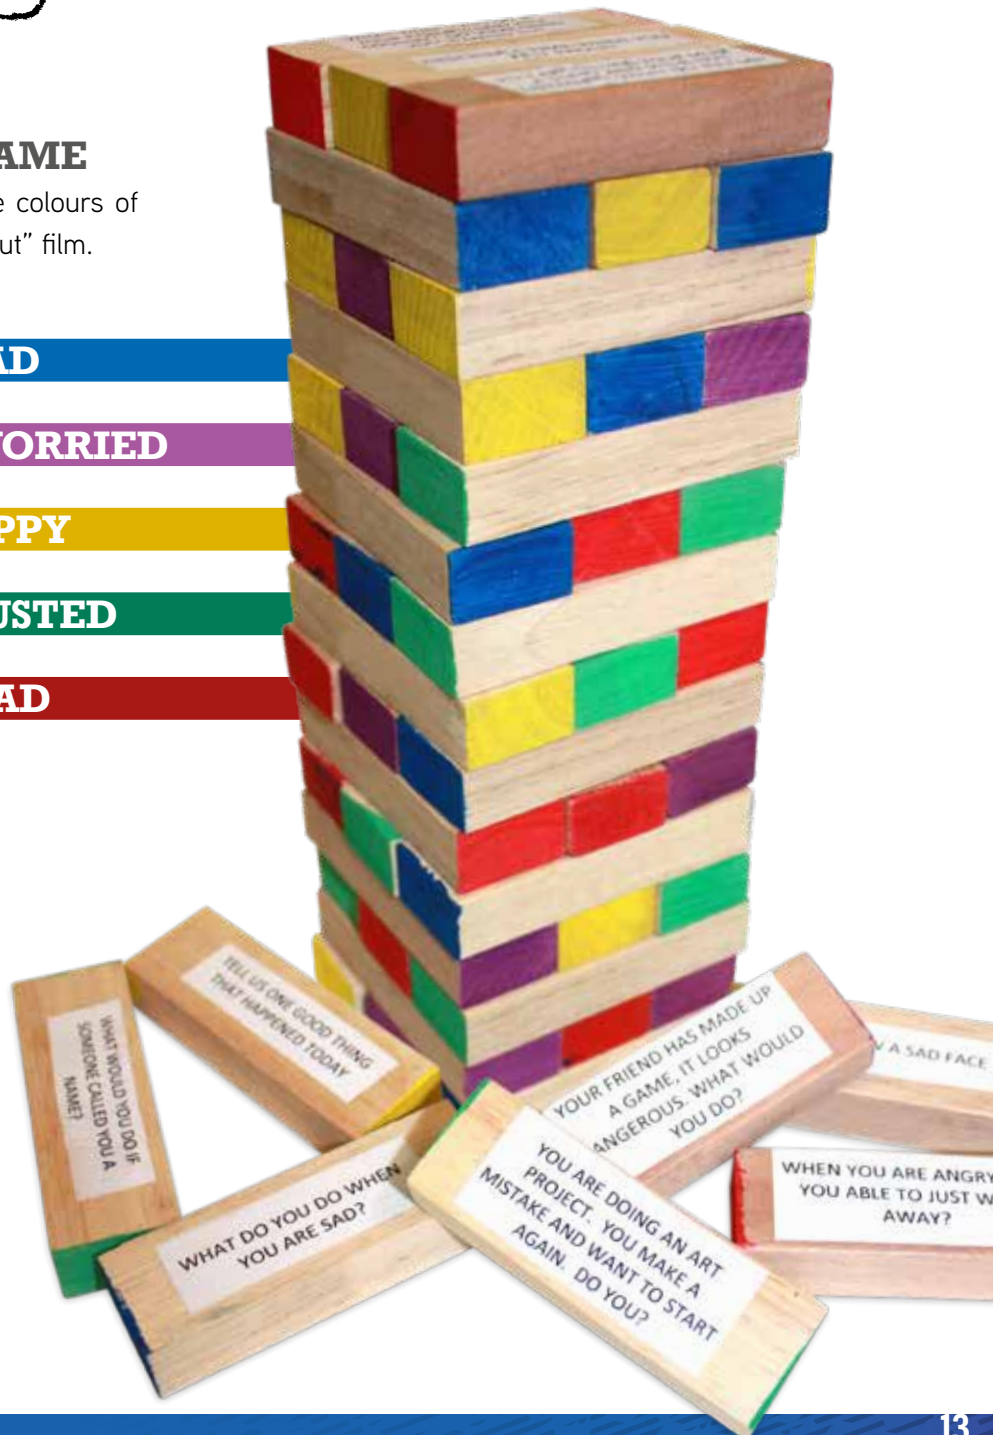 AME
e colours of
ut” film.
AD
WORRIED
PPY
USTED
AD
TELL US ONE GOOD THING
THAT HAPPENED TODAY
WHAT WOULD YOU DO IF
SOMEONE CALLED YOU A
NAME?
YOUR FRIEND HAS MADE UP
A GAME, IT LOOKS
ANGEROUS. WHAT WOULD
YOU DO?
A SAD FACE
WHAT DO YOU DO WHEN
YOU ARE SAD?
YOU ARE DOING AN ART
PROJECT. YOU MAKE A
MISTAKE AND WANT TO START
AGAIN. DO YOU?
WHEN YOU ARE ANGRY
YOU ABLE TO JUST W
AWAY?
13